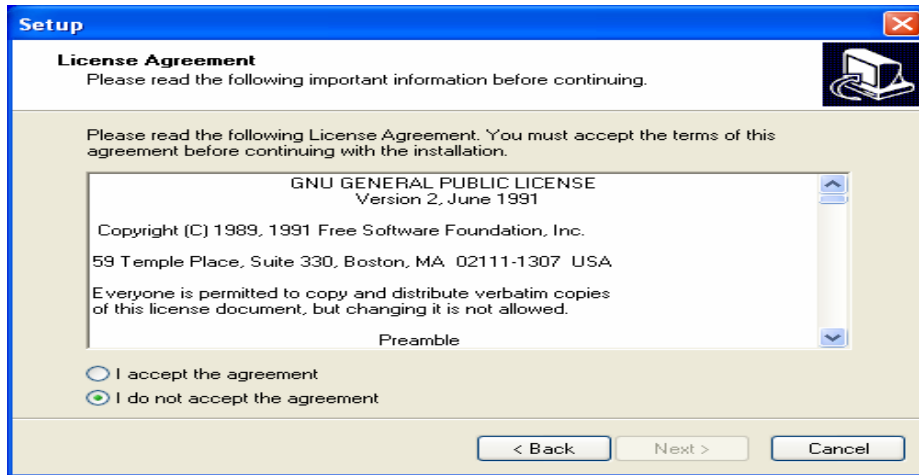 Setup
License Agreement
Please read the following important information before continuing.
Please read the following License Agreement. You must accept the terms of this
agreement before continuing with the installation.
GNU GENERAL PUBLIC LICENSE
Version 2, June 1991
Copyright (C) 1989, 1991 Free Software Foundation, Inc.
59 Temple Place, Suite 330, Boston, MA  02111-1307  USA
Everyone is permitted to copy and distribute verbatim copies
of this license document, but changing it is not allowed.
Preamble
I accept the agreement
I do not accept the agreement
< Back Next > Cancel